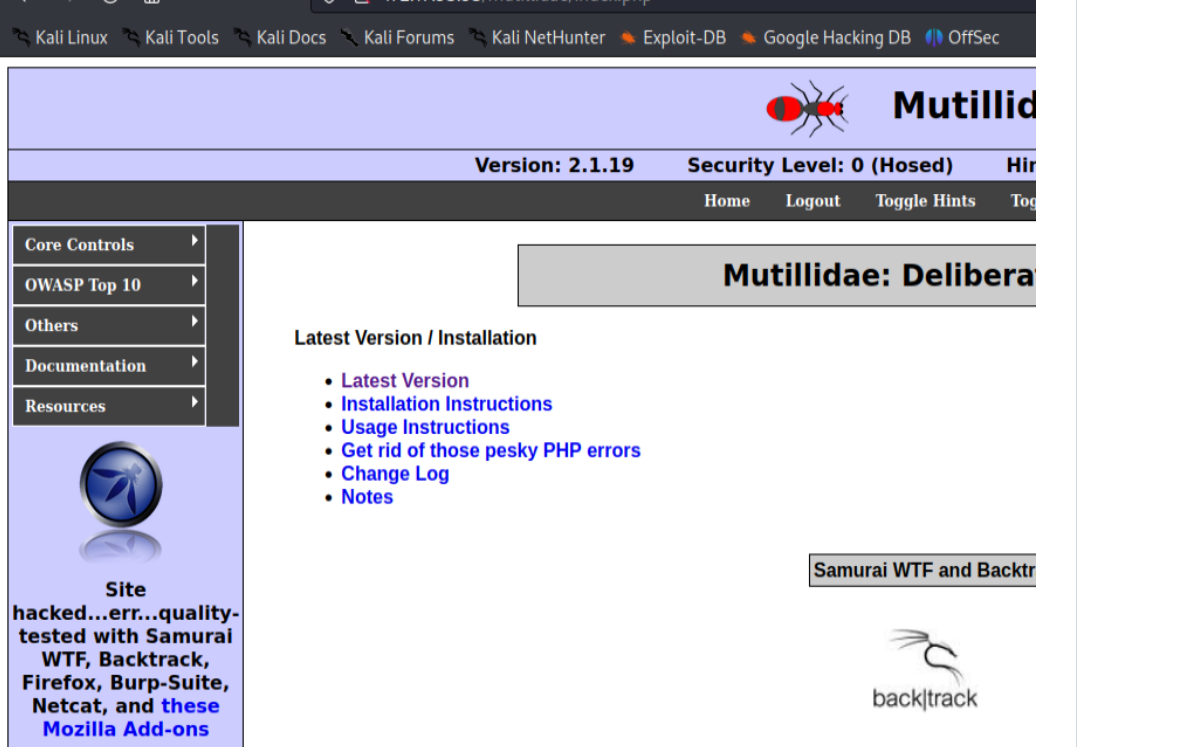 Kali Linux Kali Tools Kali Docs Kali Forums Kali NetHunter Exploit-DB Google Hacking DB OffSec
Mutillid
Version: 2.1.19 Security Level: 0 (Hosed) Hin
Home Logout Toggle Hints Tog
Core Controls
OWASP Top 10
Others
Documentation
Resources
Mutillidae: Delibera
Latest Version / Installation
• Latest Version
• Installation Instructions
• Usage Instructions
• Get rid of those pesky PHP errors
• Change Log
• Notes
Samurai WTF and Backtr
back|track
Site
hacked...err...quality-
tested with Samurai
WTF, Backtrack,
Firefox, Burp-Suite,
Netcat, and these
Mozilla Add-ons